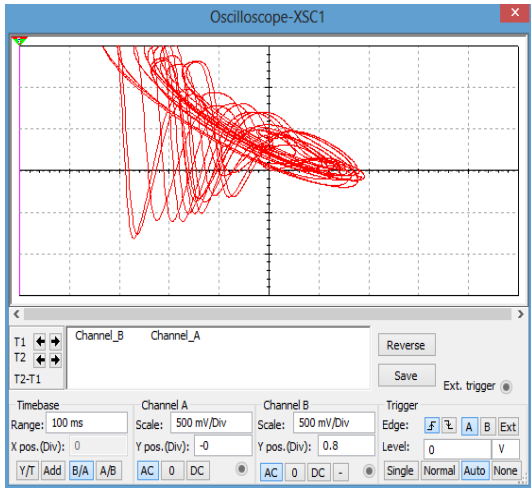 Oscilloscope-XSC1
T1
T2
T2-T1
Channel_B Channel_A
Reverse
Save
Ext. trigger
Timebase
Range: 100 ms
X pos.(Div): 0
Y/T Add B/A A/B
Channel A
Scale: 500 mV/Div
Y pos.(Div): -0
AC 0 DC
Channel B
Scale: 500 mV/Div
Y pos.(Div): 0.8
AC 0 DC -
Trigger
Edge: A B Ext
Level: 0 V
Single Normal Auto None